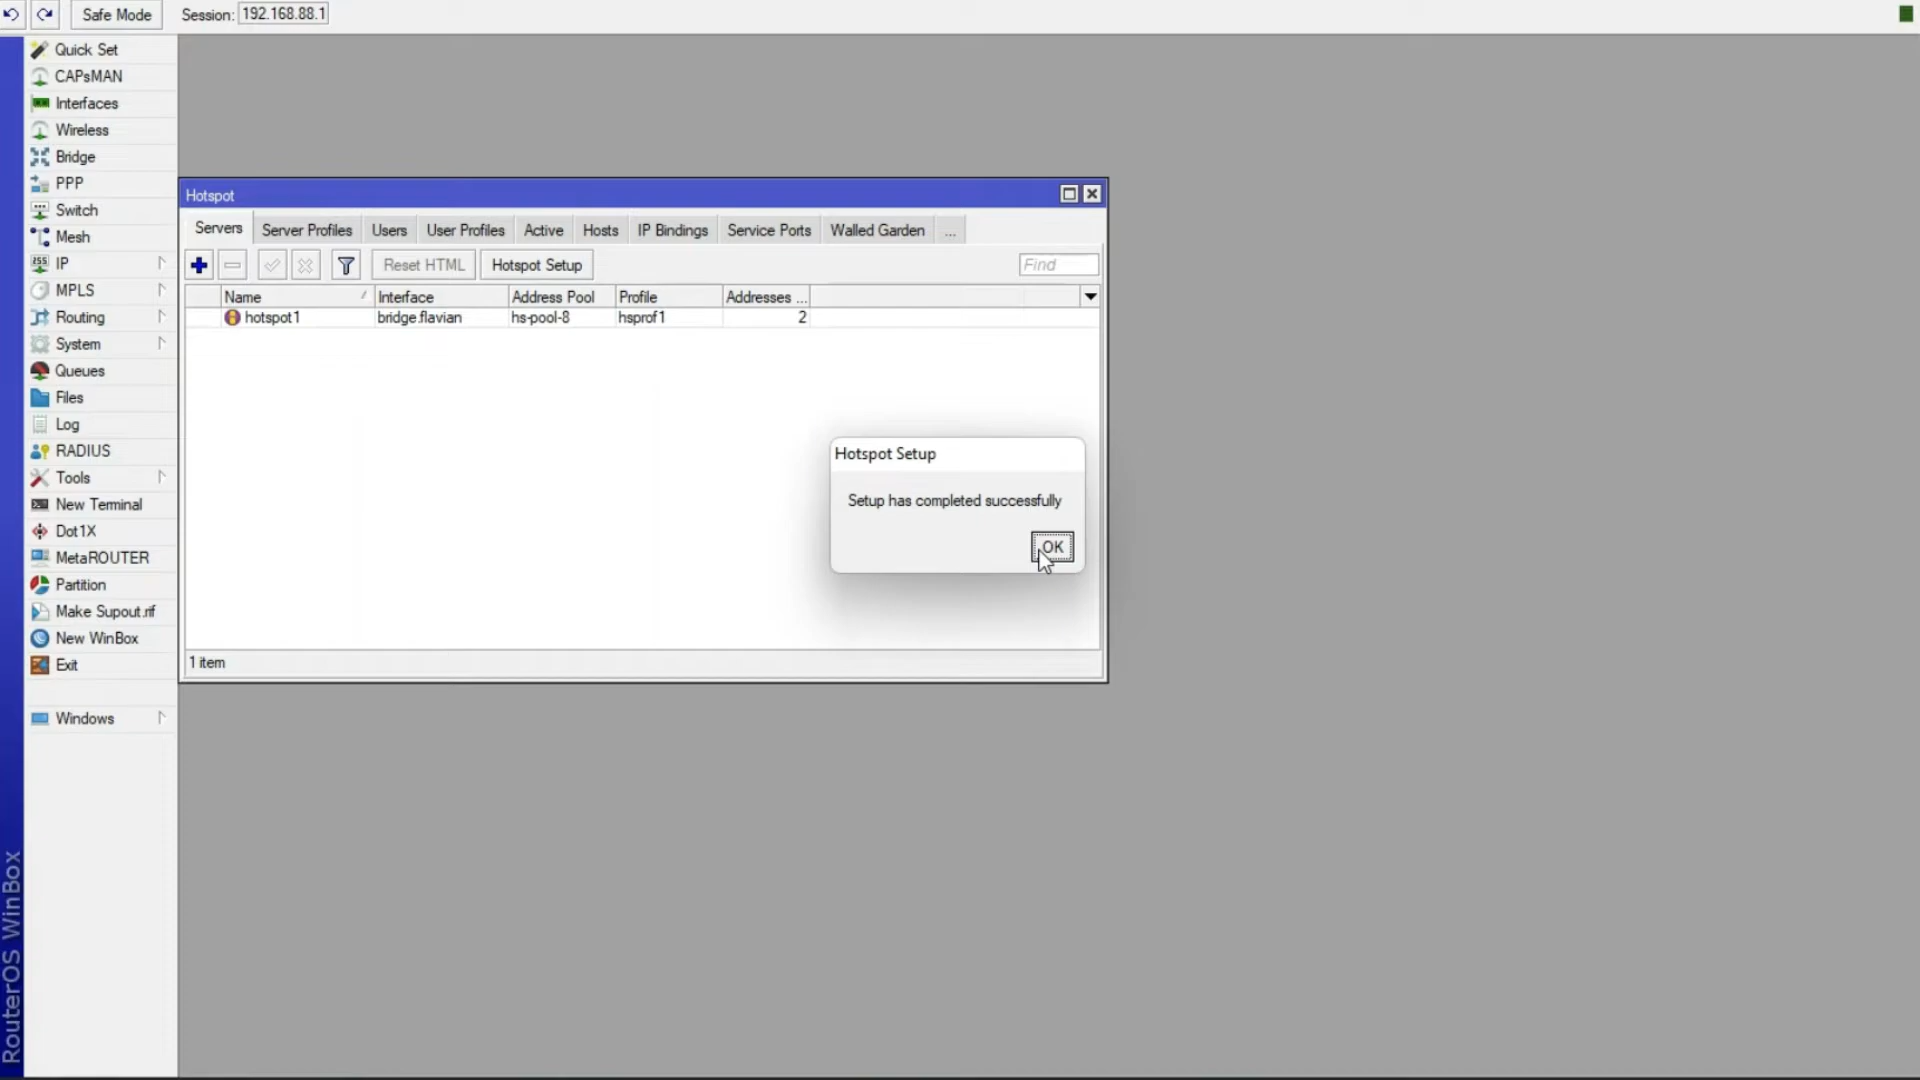 Safe Mode Session: 192.168.88.1
Quick Set
CAPsMAN
Interfaces
Wireless
Bridge
PPP
Switch
Mesh
IP
MPLS
Routing
System
Queues
Files
Log
RADIUS
Tools
New Terminal
Dot1X
MetaROUTER
Partition
Make Supout.rif
New WinBox
Exit
Windows
RouterOS WinBox
Hotspot
Servers Server Profiles Users User Profiles Active Hosts IP Bindings Service Ports Walled Garden ...
Reset HTML Hotspot Setup Find
Name Interface Address Pool Profile Addresses ...
hotspot1 bridge.flavian hs-pool-8 hsprof1 2
Hotspot Setup
Setup has completed successfully
OK
1 item